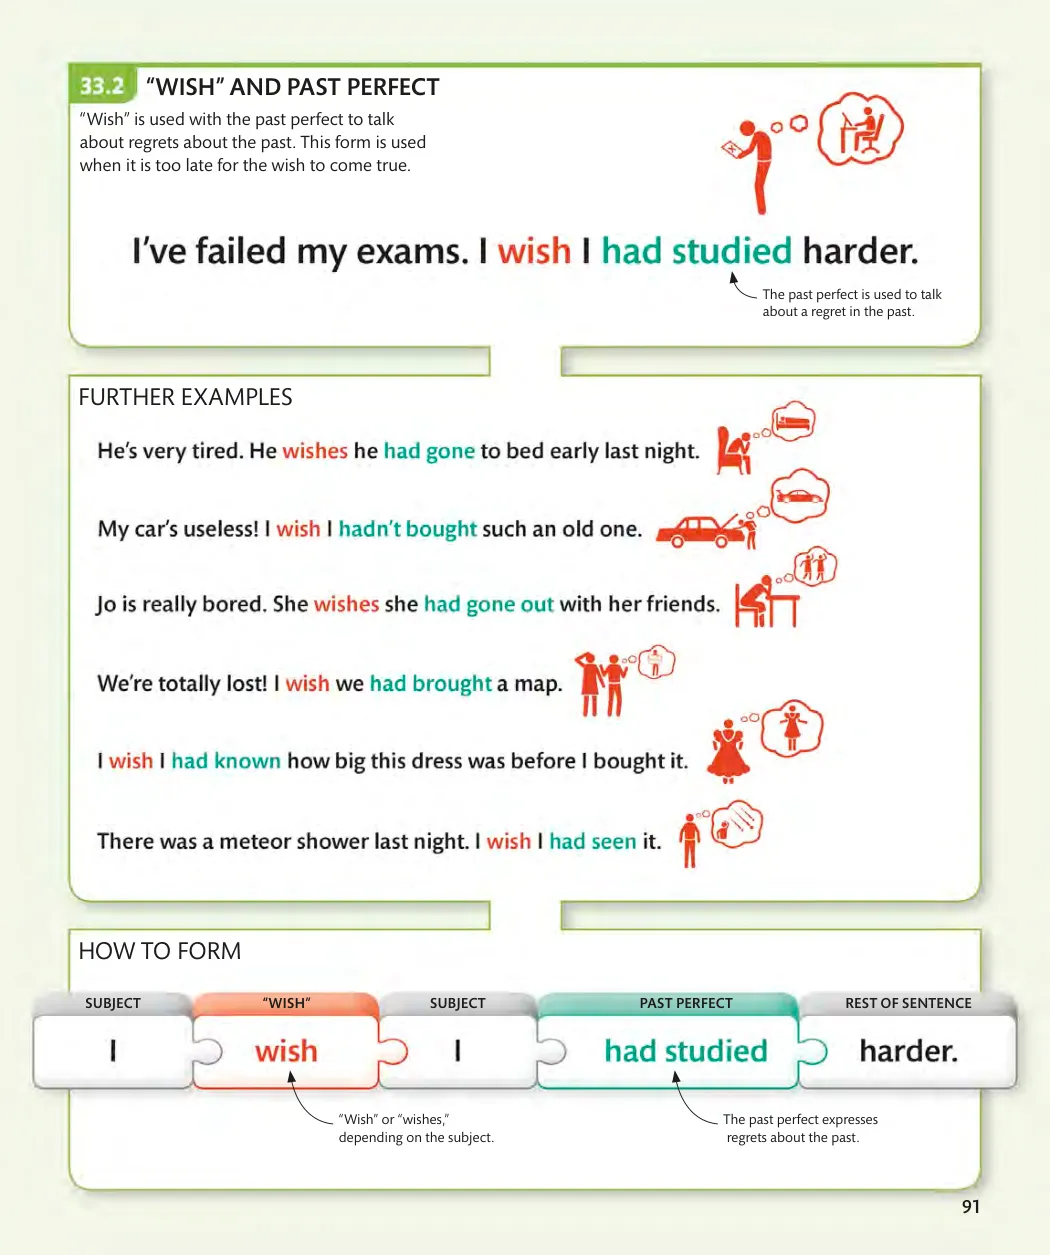 33.2 “WISH” AND PAST PERFECT
“Wish” is used with the past perfect to talk
about regrets about the past. This form is used
when it is too late for the wish to come true.
I’ve failed my exams. I wish I had studied harder.
The past perfect is used to talk
about a regret in the past.
FURTHER EXAMPLES
He’s very tired. He wishes he had gone to bed early last night.
My car’s useless! I wish I hadn’t bought such an old one.
Jo is really bored. She wishes she had gone out with her friends.
We’re totally lost! I wish we had brought a map.
I wish I had known how big this dress was before I bought it.
There was a meteor shower last night. I wish I had seen it.
HOW TO FORM
SUBJECT “WISH” SUBJECT PAST PERFECT REST OF SENTENCE
I wish I had studied harder.
“Wish” or “wishes,”
depending on the subject.
The past perfect expresses
regrets about the past.
91